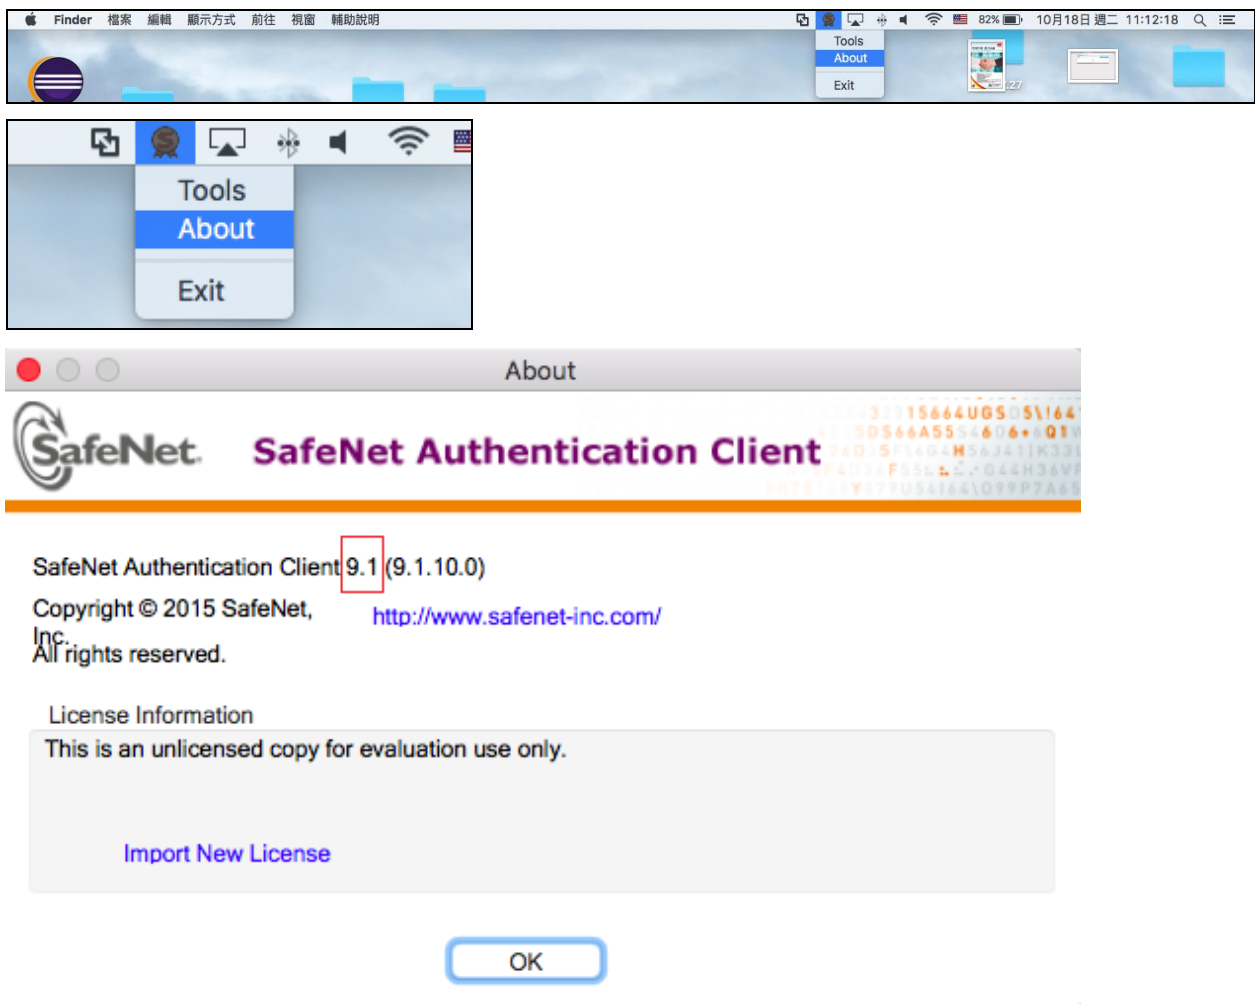 Finder 檔案 編輯 顯示方式 前往 視窗 輔助說明 82% 10月18日 週二 11:12:18
Tools
About
Exit
27
Tools
About
Exit
About
SafeNet. SafeNet Authentication Client
SafeNet Authentication Client 9.1 (9.1.10.0)
Copyright © 2015 SafeNet, http://www.safenet-inc.com/
Inc.
All rights reserved.
License Information
This is an unlicensed copy for evaluation use only.
Import New License
OK